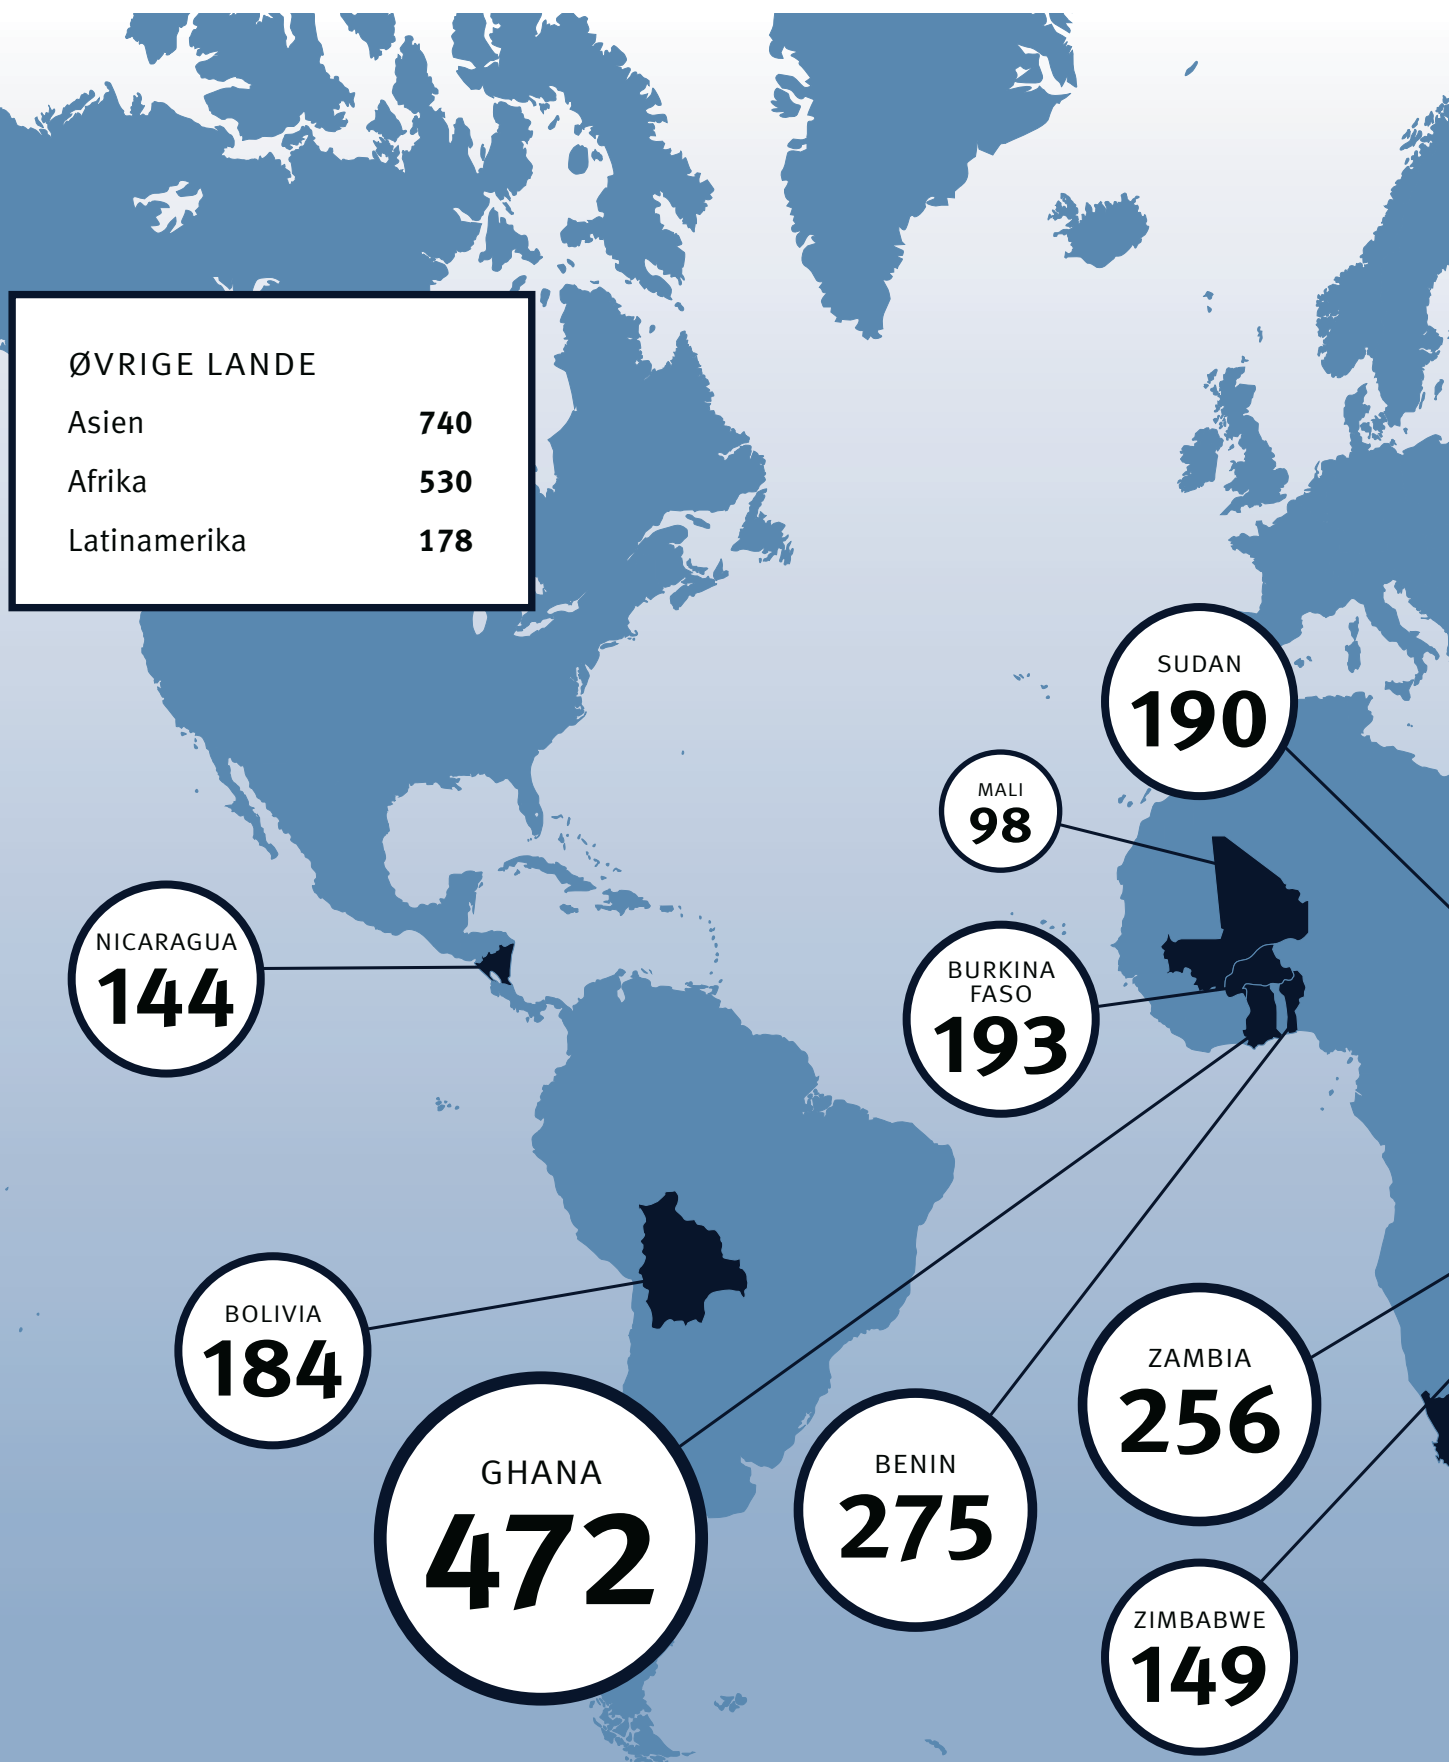 ØVRIGE LANDE
Asien 740
Afrika 530
Latinamerika 178
SUDAN
190
MALI
98
NICARAGUA
144
BURKINA
FASO
193
BOLIVIA
184
ZAMBIA
256
GHANA
472
BENIN
275
ZIMBABWE
149